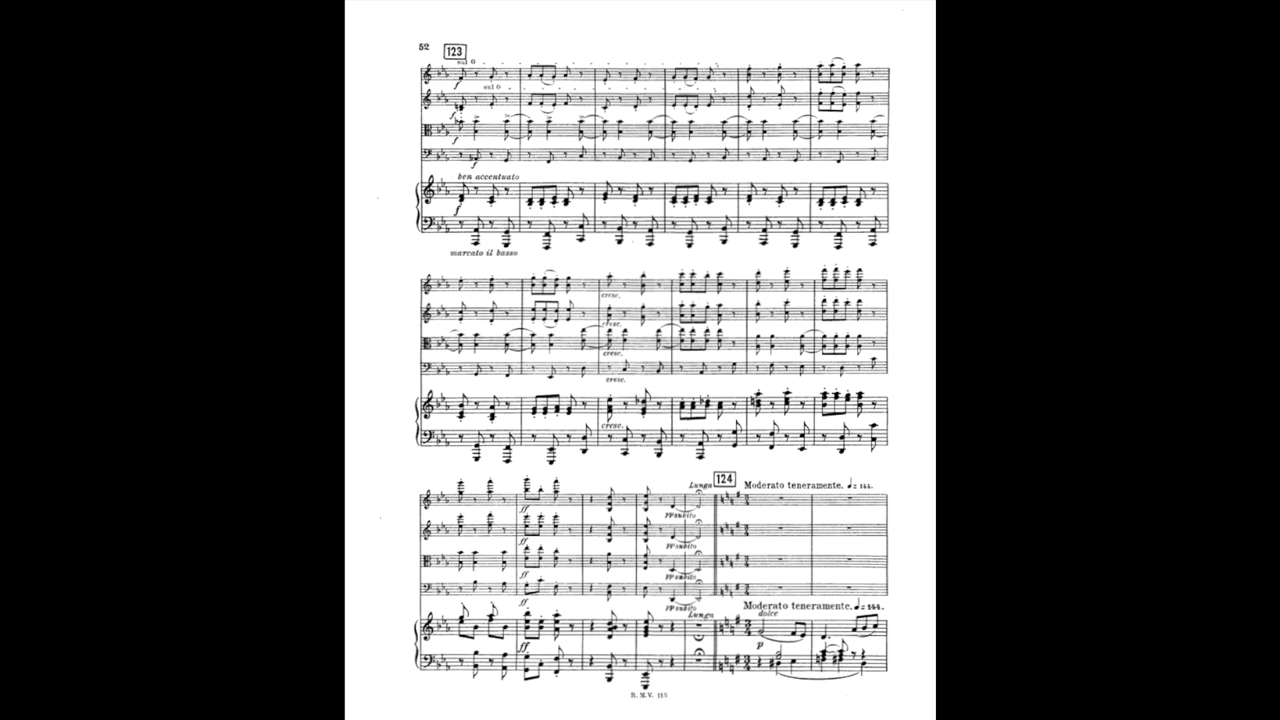 52
123
sul G
sul G
f
f
f
f
ben accentuato
f
marcato il basso
cresc.
cresc.
cresc.
cresc.
cresc.
124
Lunga
Moderato teneramente. ♩= 144.
ff
pp subito
ff
pp subito
ff
pp subito
ff
pp subito
Lunga
Moderato teneramente. ♩= 144.
dolce
ff
p
R. M. V. 115